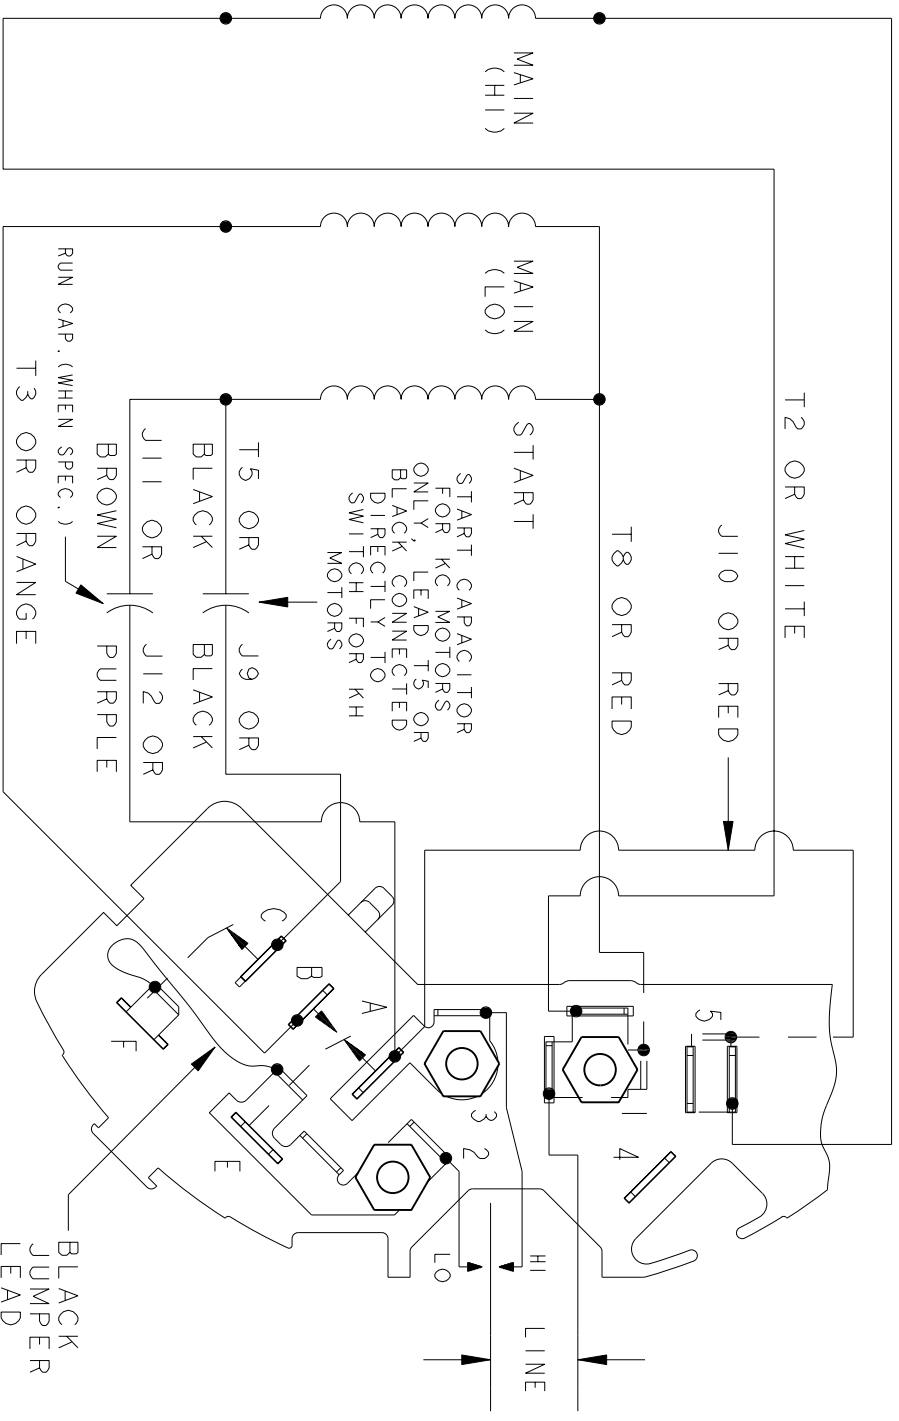 MAIN
(HI)
MAIN
(LO)
START
RUN CAP. (WHEN SPEC.)
T3 OR ORANGE
J11 OR
BROWN
T5 OR
BLACK
START CAPACITOR
FOR KC MOTORS
ONLY, LEAD T5 OR
BLACK CONNECTED
DIRECTLY TO
SWITCH FOR KH
MOTORS
T8 OR RED
J10 OR RED
T2 OR WHITE
J12 OR
PURPLE
J9 OR
BLACK
C
B
A
F
E
5
1
4
3
2
HI
LO
LINE
BLACK
JUMPER
LEAD